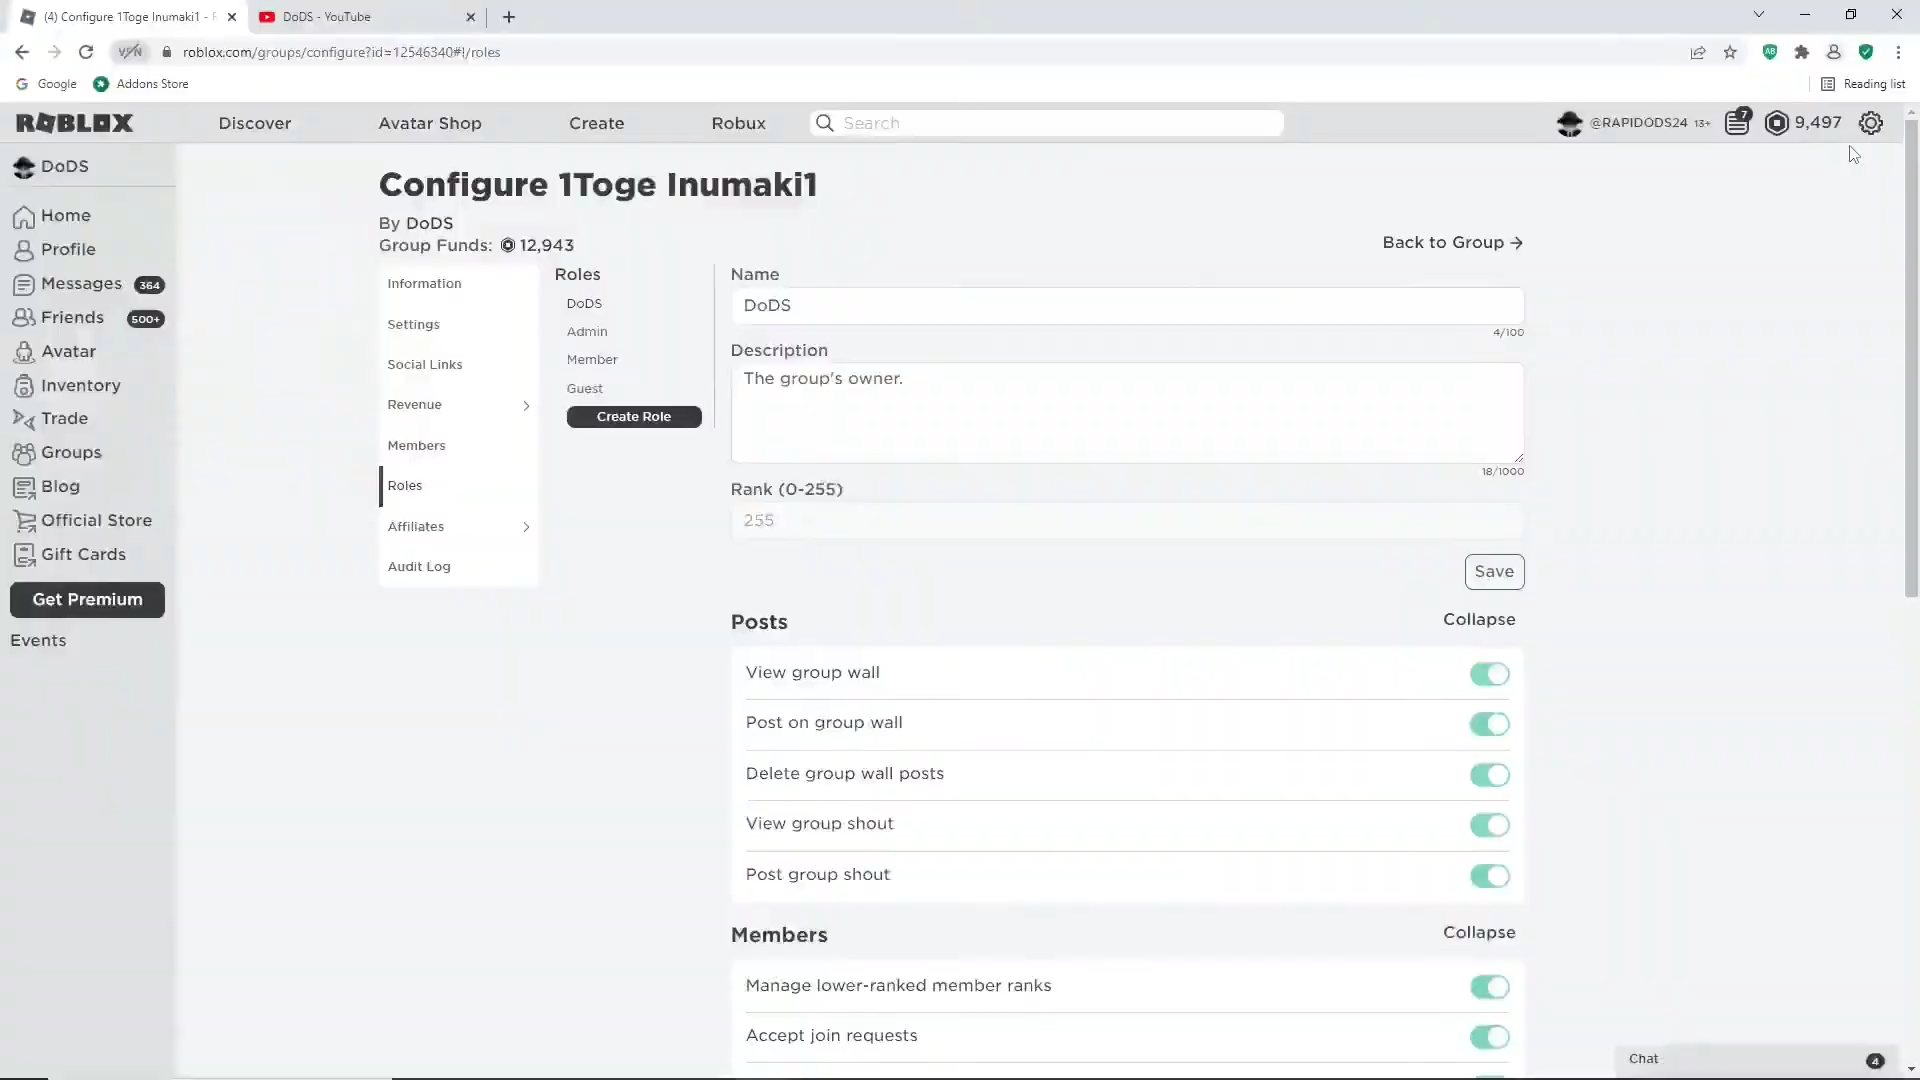 (4) Configure 1Toge Inumaki1 -
DoDS - YouTube
VPN
roblox.com/groups/configure?id=12546340#!/roles
Google
Addons Store
Reading list
ROBLOX
Discover
Avatar Shop
Create
Robux
Search
@RAPIDODS24 13+
7
9,497
DoDS
Home
Profile
Messages 364
Friends 500+
Avatar
Inventory
Trade
Groups
Blog
Official Store
Gift Cards
Get Premium
Events
Configure 1Toge Inumaki1
By DoDS
Group Funds: 12,943
Back to Group
Information
Settings
Social Links
Revenue
Members
Roles
Affiliates
Audit Log
Roles
DoDS
Admin
Member
Guest
Create Role
Name
DoDS
4/100
Description
The group's owner.
18/1000
Rank (0-255)
255
Save
Posts
Collapse
View group wall
Post on group wall
Delete group wall posts
View group shout
Post group shout
Members
Collapse
Manage lower-ranked member ranks
Accept join requests
Chat
4